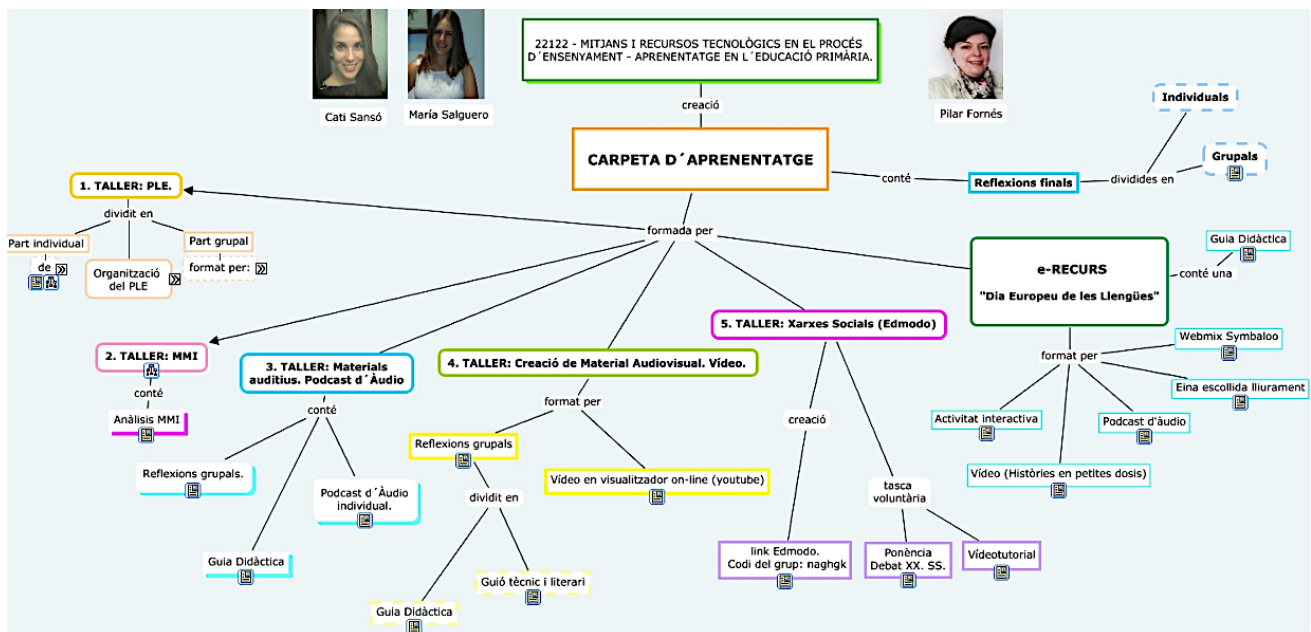 22122 - MITJANS I RECURSOS TECNOLÒGICS EN EL PROCÉS
D´ENSENYAMENT - APRENENTATGE EN L´EDUCACIÓ PRIMÀRIA.
Cati Sansó
María Salguero
Pilar Fornés
creació
CARPETA D´APRENENTATGE
conté
Reflexions finals
dividides en
Individuals
Grupals
formada per
1. TALLER: PLE.
dividit en
Part individual
de
Organització
del PLE
Part grupal
format per:
2. TALLER: MMI
conté
Anàlisis MMI
3. TALLER: Materials
auditius. Podcast d´Àudio
conté
Reflexions grupals.
Guia Didàctica
Podcast d´Àudio
individual.
4. TALLER: Creació de Material Audiovisual. Vídeo.
format per
Reflexions grupals
dividit en
Guia Didàctica
Guió tècnic i literari
Vídeo en visualitzador on-line (youtube)
5. TALLER: Xarxes Socials (Edmodo)
creació
link Edmodo.
Codi del grup: naghgk
tasca
voluntària
Ponència
Debat XX. SS.
Vídeotutorial
e-RECURS
"Dia Europeu de les Llengües"
conté una
Guia Didàctica
format per
Webmix Symbaloo
Eina escollida lliurament
Activitat interactiva
Podcast d'àudio
Vídeo (Històries en petites dosis)